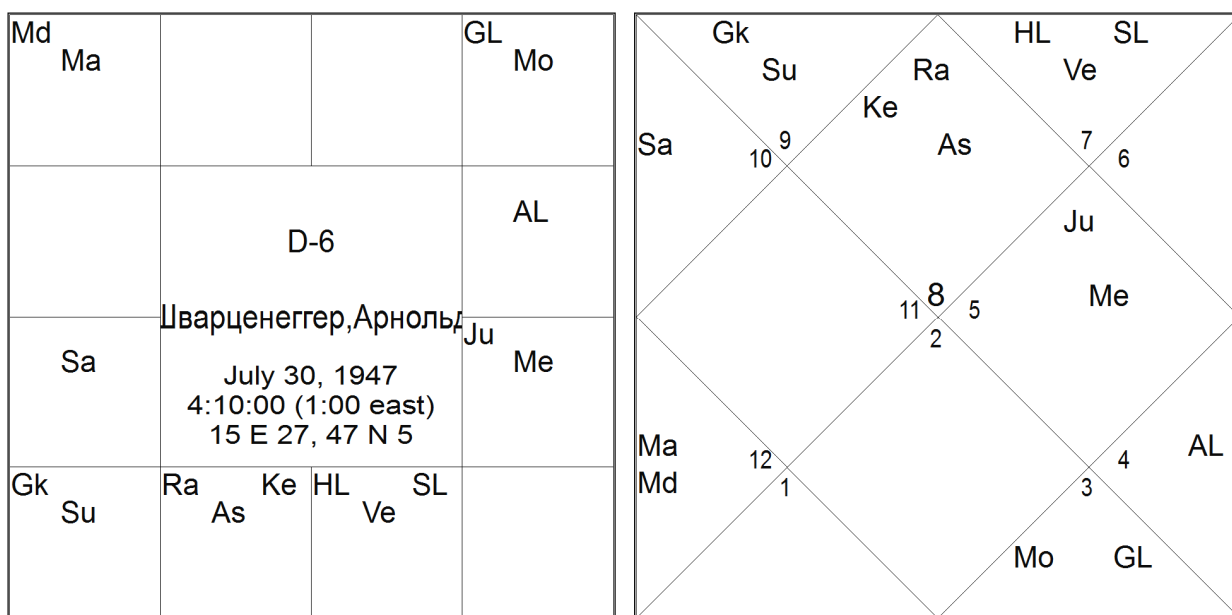 Md
Ma
GL
Mo
AL
D-6
Шварценеггер,Арнольд
Sa
Ju
Me
July 30, 1947
4:10:00 (1:00 east)
15 E 27, 47 N 5
Gk
Su
Ra Ke
As
HL SL
Ve
Gk
Su
Ra
Ke
As
HL SL
Ve
Sa
9
10
7
6
Ju
Me
8
11
5
2
Ma
Md
12
1
4
3
AL
Mo GL